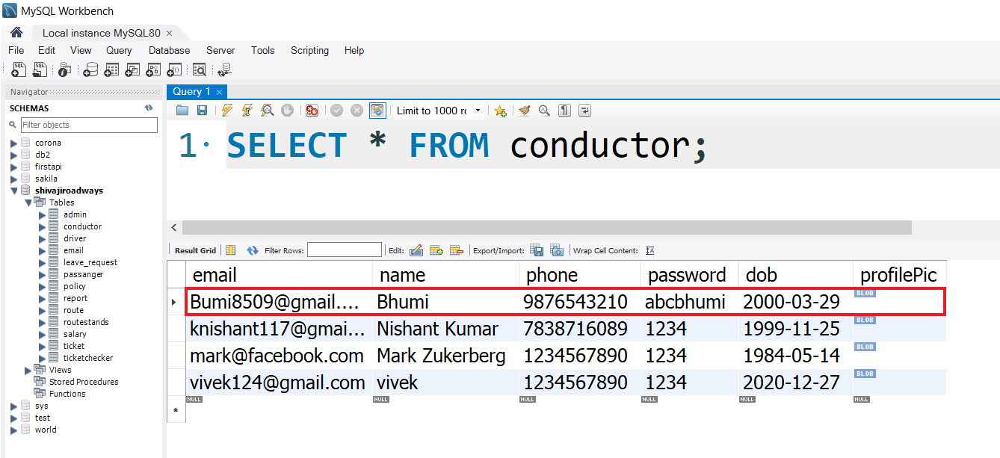 MySQL Workbench
Local instance MySQL80 ×
File Edit View Query Database Server Tools Scripting Help
Navigator
SCHEMAS
Filter objects
corona
db2
firstapi
sakila
shivajiroadways
Tables
admin
conductor
driver
email
leave_request
passanger
policy
report
route
routestands
salary
ticket
ticketchecker
Views
Stored Procedures
Functions
sys
test
world
Query 1 ×
Limit to 1000 rc
1 SELECT * FROM conductor;
Result Grid Filter Rows: Edit: Export/Import: Wrap Cell Content:
email name phone password dob profilePic
Bumi8509@gmail.... Bhumi 9876543210 abcbhumi 2000-03-29 BLOB
knishant117@gmai... Nishant Kumar 7838716089 1234 1999-11-25 BLOB
mark@facebook.com Mark Zukerberg 1234567890 1234 1984-05-14 BLOB
vivek124@gmail.com vivek 1234567890 1234 2020-12-27 BLOB
NULL NULL NULL NULL NULL NULL